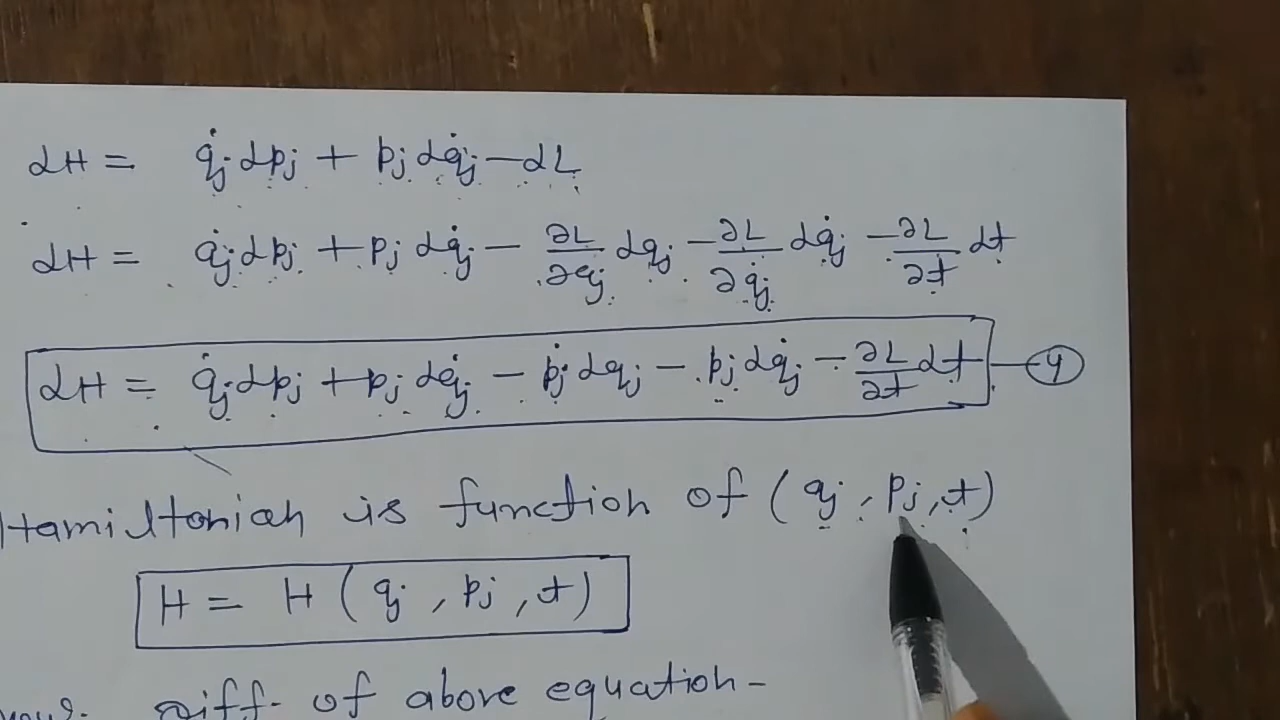 dH = q̇j dpj + pj dq̇j - dL
dH = q̇j dpj + pj dq̇j - ∂L/∂qj dqj - ∂L/∂q̇j dq̇j - ∂L/∂t dt
dH = q̇j dpj + pj dq̇j - ṗj dqj - pj dq̇j - ∂L/∂t dt — 4
Hamiltonian is function of (qj, pj, t)
H = H (qj, pj, t)
Diff. of above equation -